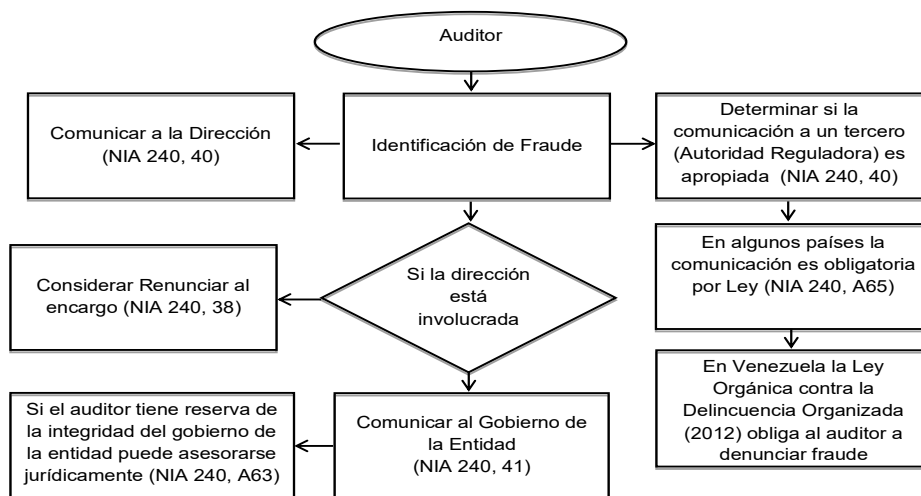 Auditor
Comunicar a la Dirección
(NIA 240, 40)
Identificación de Fraude
Determinar si la
comunicación a un tercero
(Autoridad Reguladora) es
apropiada (NIA 240, 40)
Considerar Renunciar al
encargo (NIA 240, 38)
Si la dirección
está
involucrada
En algunos países la
comunicación es obligatoria
por Ley (NIA 240, A65)
Si el auditor tiene reserva de
la integridad del gobierno de
la entidad puede asesorarse
jurídicamente (NIA 240, A63)
Comunicar al Gobierno de
la Entidad
(NIA 240, 41)
En Venezuela la Ley
Orgánica contra la
Delincuencia Organizada
(2012) obliga al auditor a
denunciar fraude